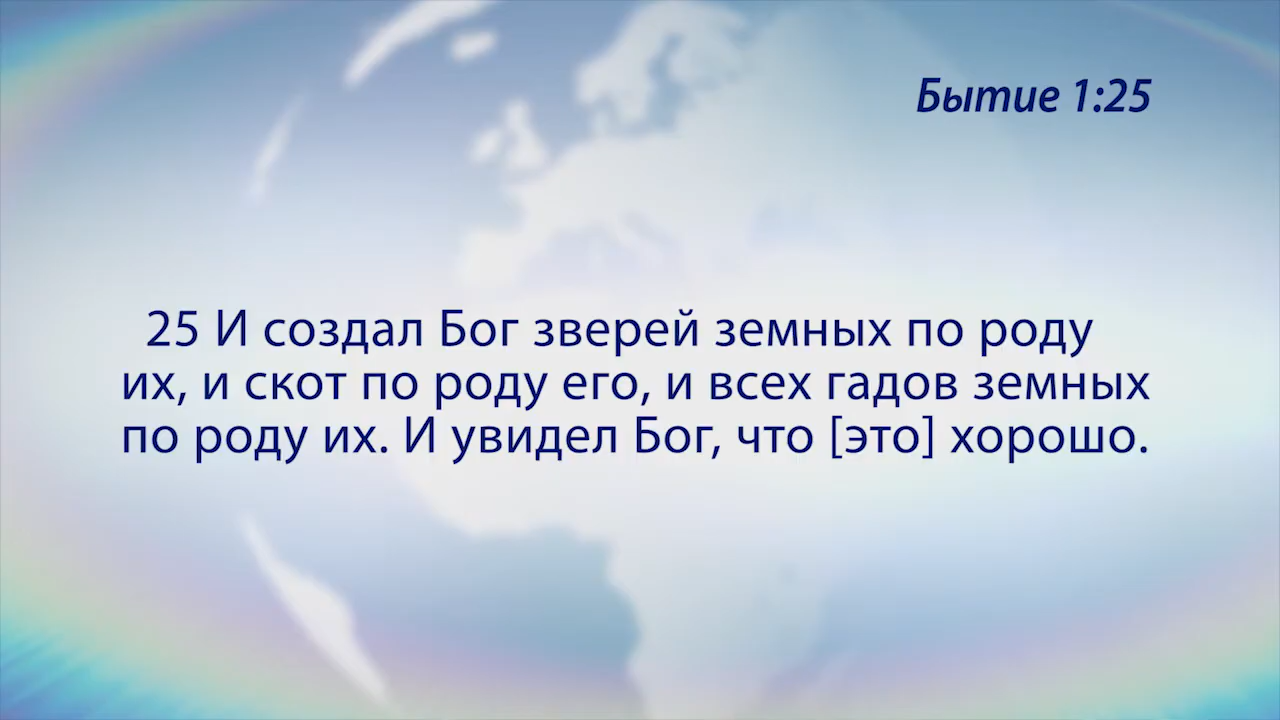 Бытие 1:25
25 И создал Бог зверей земных по роду
их, и скот по роду его, и всех гадов земных
по роду их. И увидел Бог, что [это] хорошо.